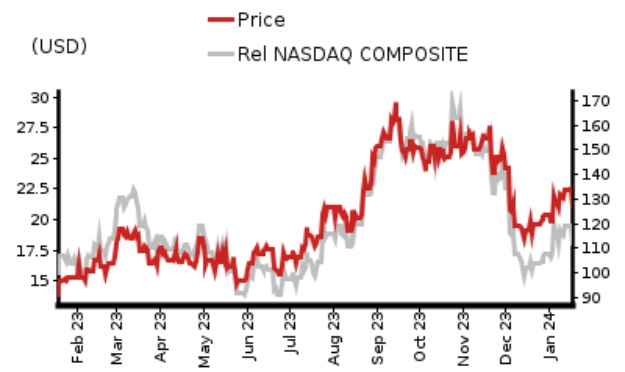 Price
(USD)
Rel NASDAQ COMPOSITE
30
27.5
25
22.5
20
17.5
15
170
160
150
140
130
120
110
100
90
Feb 23
Mar 23
Apr 23
May 23
Jun 23
Jul 23
Aug 23
Sep 23
Oct 23
Nov 23
Dec 23
Jan 24